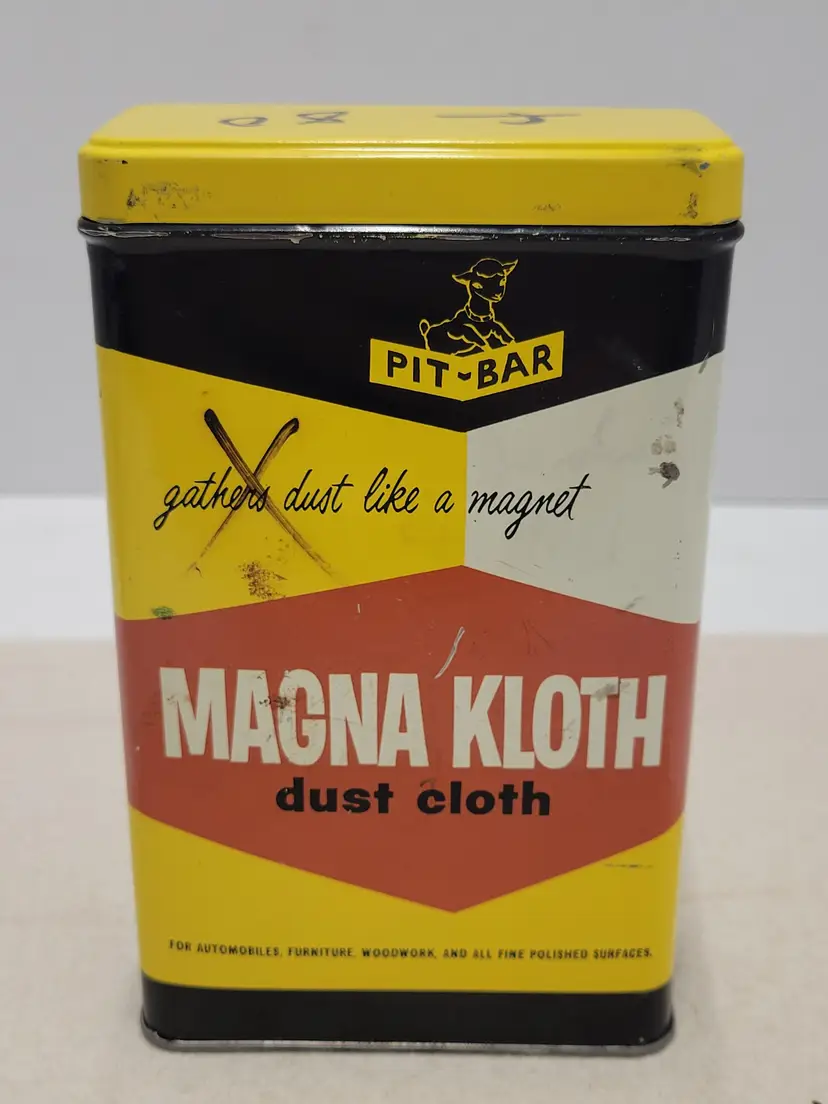 PIT-BAR
gathers dust like a magnet
MAGNA KLOTH
dust cloth
FOR AUTOMOBILES, FURNITURE, WOODWORK, AND ALL FINE POLISHED SURFACES.